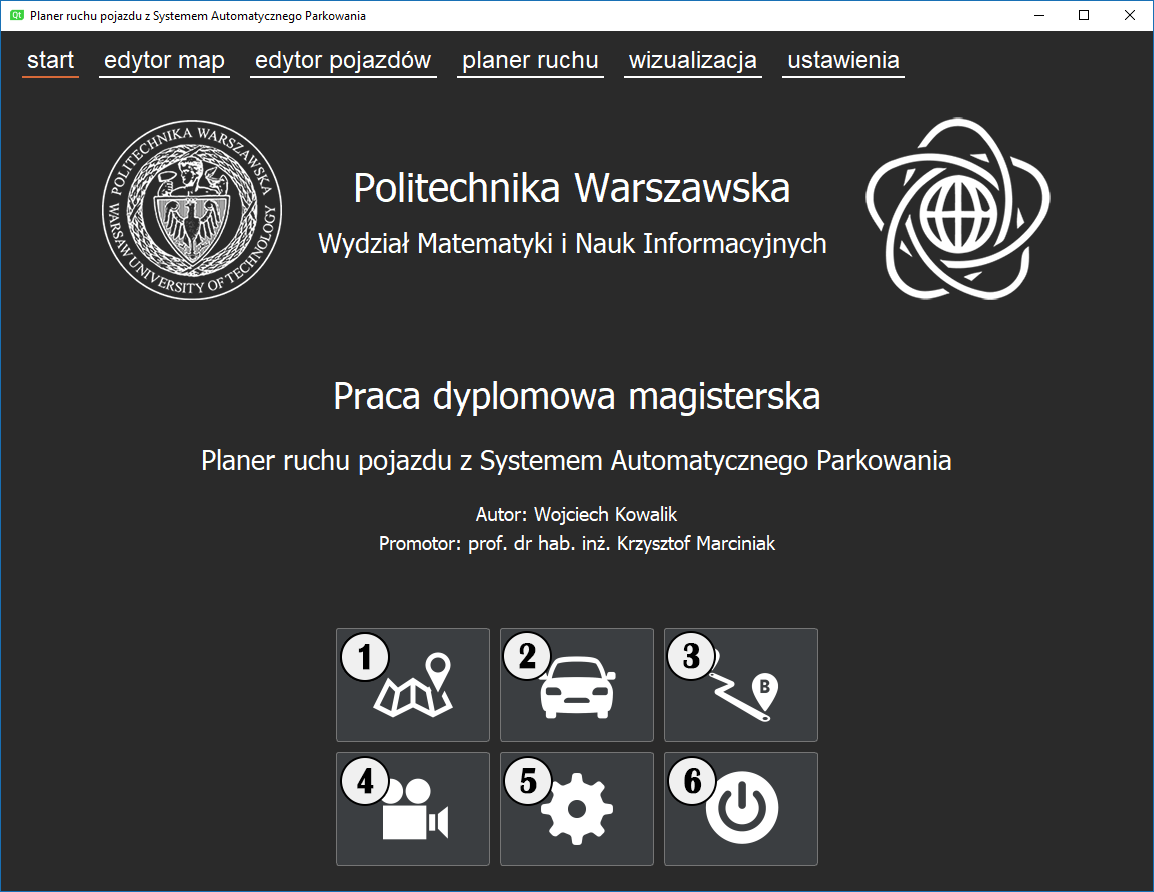 Planer ruchu pojazdu z Systemem Automatycznego Parkowania
start edytor map edytor pojazdów planer ruchu wizualizacja ustawienia
POLITECHNIKA WARSZAWSKA
WARSAW UNIVERSITY OF TECHNOLOGY
Politechnika Warszawska
Wydział Matematyki i Nauk Informacyjnych
Praca dyplomowa magisterska
Planer ruchu pojazdu z Systemem Automatycznego Parkowania
Autor: Wojciech Kowalik
Promotor: prof. dr hab. inż. Krzysztof Marciniak
1 2 3 B
4 5 6